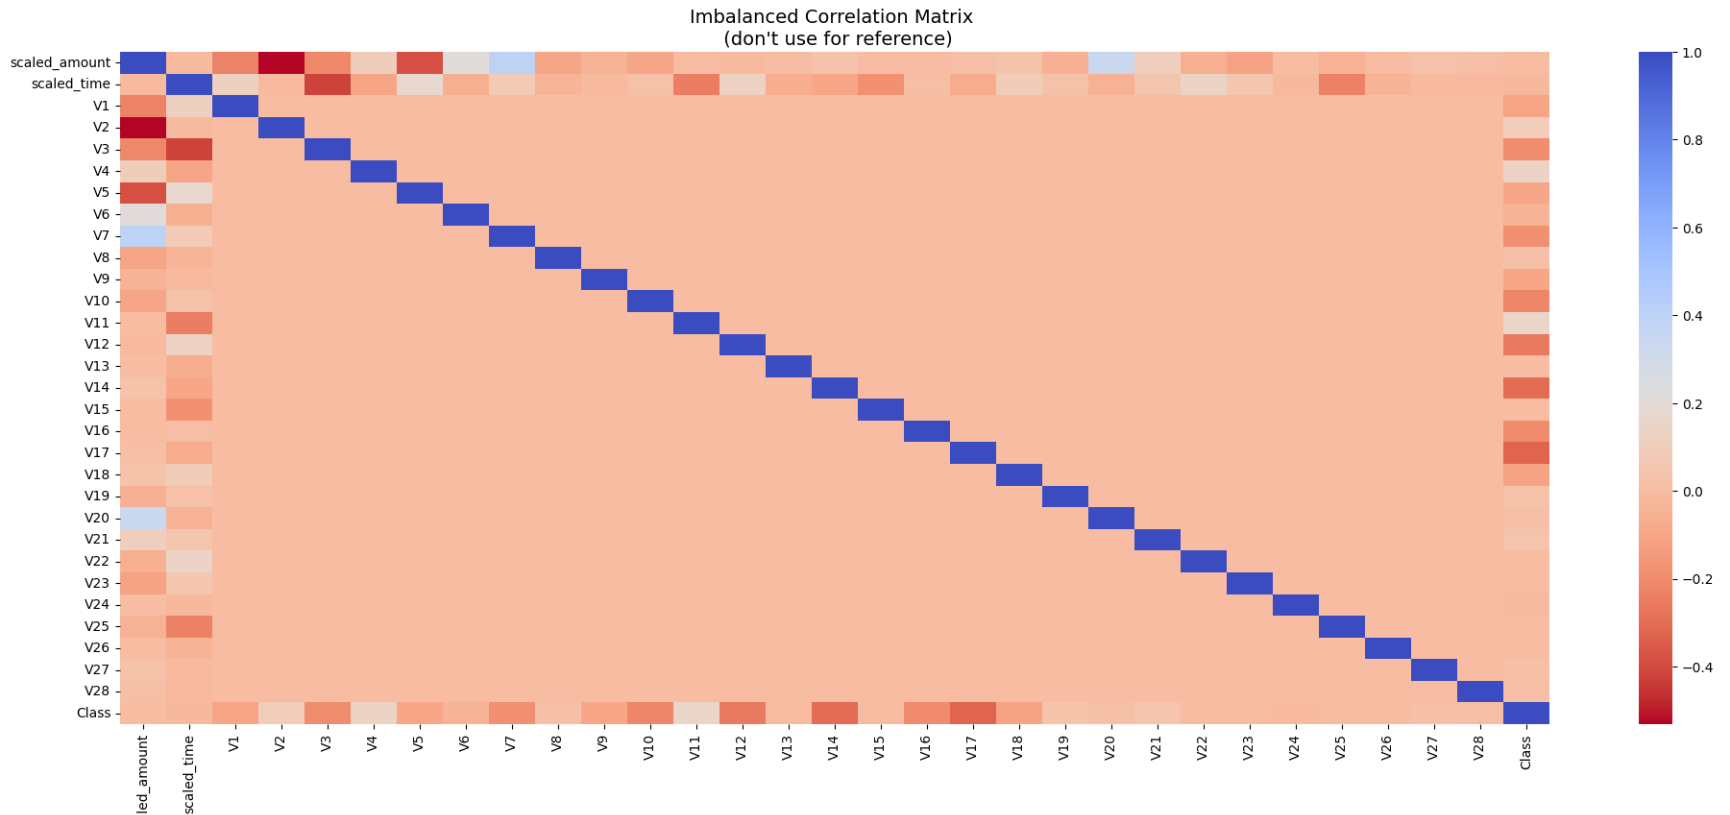 Imbalanced Correlation Matrix
(don't use for reference)
scaled_amount
scaled_time
V1
V2
V3
V4
V5
V6
V7
V8
V9
V10
V11
V12
V13
V14
V15
V16
V17
V18
V19
V20
V21
V22
V23
V24
V25
V26
V27
V28
Class
led_amount
scaled_time
V1
V2
V3
V4
V5
V6
V7
V8
V9
V10
V11
V12
V13
V14
V15
V16
V17
V18
V19
V20
V21
V22
V23
V24
V25
V26
V27
V28
Class
1.0
0.8
0.6
0.4
0.2
0.0
−0.2
−0.4